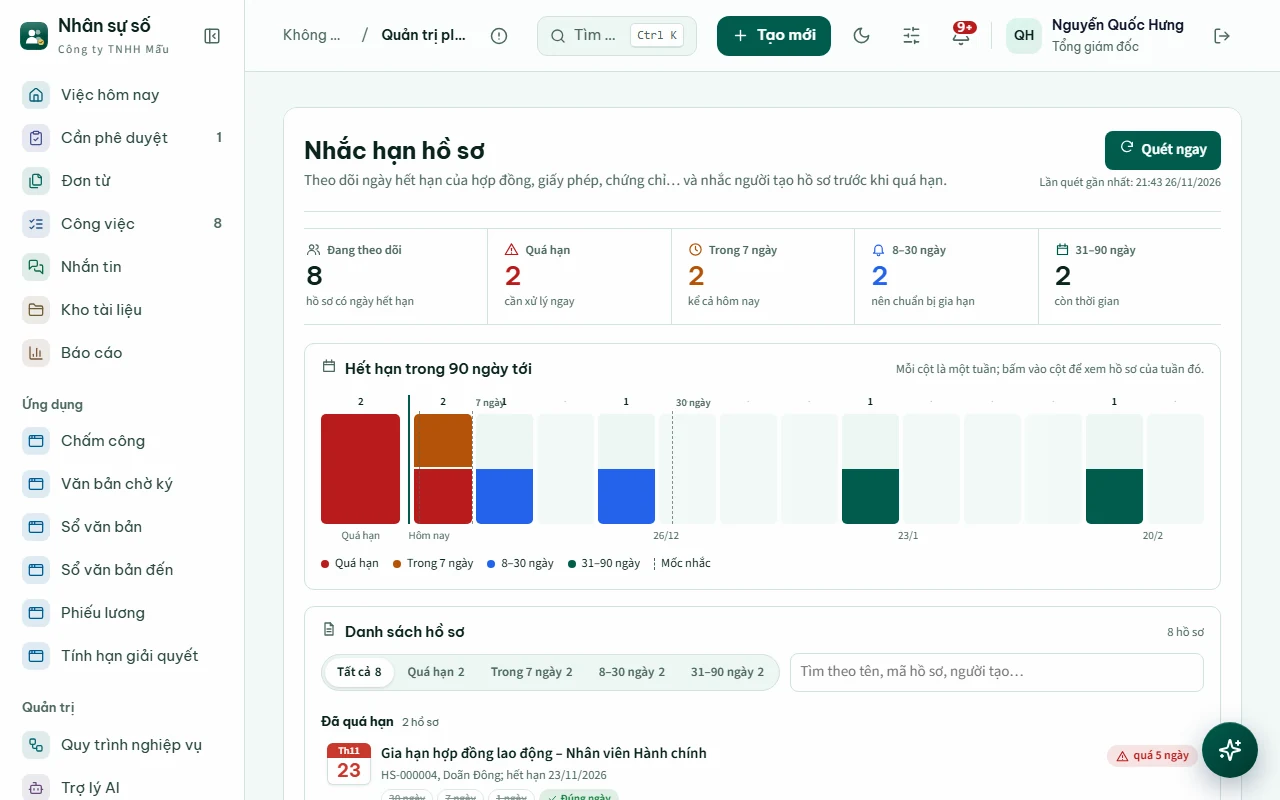 Nhân sự số
Công ty TNHH Mẫu
Việc hôm nay
Cần phê duyệt 1
Đơn từ
Công việc 8
Nhắn tin
Kho tài liệu
Báo cáo
Ứng dụng
Chấm công
Văn bản chờ ký
Sổ văn bản
Sổ văn bản đến
Phiếu lương
Tính hạn giải quyết
Quản trị
Quy trình nghiệp vụ
Trợ lý AI
Không ... / Quản trị pl...
Tìm ... Ctrl K
Tạo mới
9+
QH
Nguyễn Quốc Hưng
Tổng giám đốc
Nhắc hạn hồ sơ
Theo dõi ngày hết hạn của hợp đồng, giấy phép, chứng chỉ... và nhắc người tạo hồ sơ trước khi quá hạn.
Quét ngay
Lần quét gần nhất: 21:43 26/11/2026
Đang theo dõi
8
hồ sơ có ngày hết hạn
Quá hạn
2
cần xử lý ngay
Trong 7 ngày
2
kể cả hôm nay
8–30 ngày
2
nên chuẩn bị gia hạn
31–90 ngày
2
còn thời gian
Hết hạn trong 90 ngày tới
Mỗi cột là một tuần; bấm vào cột để xem hồ sơ của tuần đó.
2 2 7 ngày 1 1 30 ngày 1 1
Quá hạn Hôm nay 26/12 23/1 20/2
Quá hạn Trong 7 ngày 8–30 ngày 31–90 ngày Mốc nhắc
Danh sách hồ sơ
8 hồ sơ
Tất cả 8 Quá hạn 2 Trong 7 ngày 2 8–30 ngày 2 31–90 ngày 2
Tìm theo tên, mã hồ sơ, người tạo...
Đã quá hạn 2 hồ sơ
Th11
23
Gia hạn hợp đồng lao động – Nhân viên Hành chính
HS-000004, Doãn Đông; hết hạn 23/11/2026
quá 5 ngày
30 ngày 7 ngày 1 ngày Đúng ngày